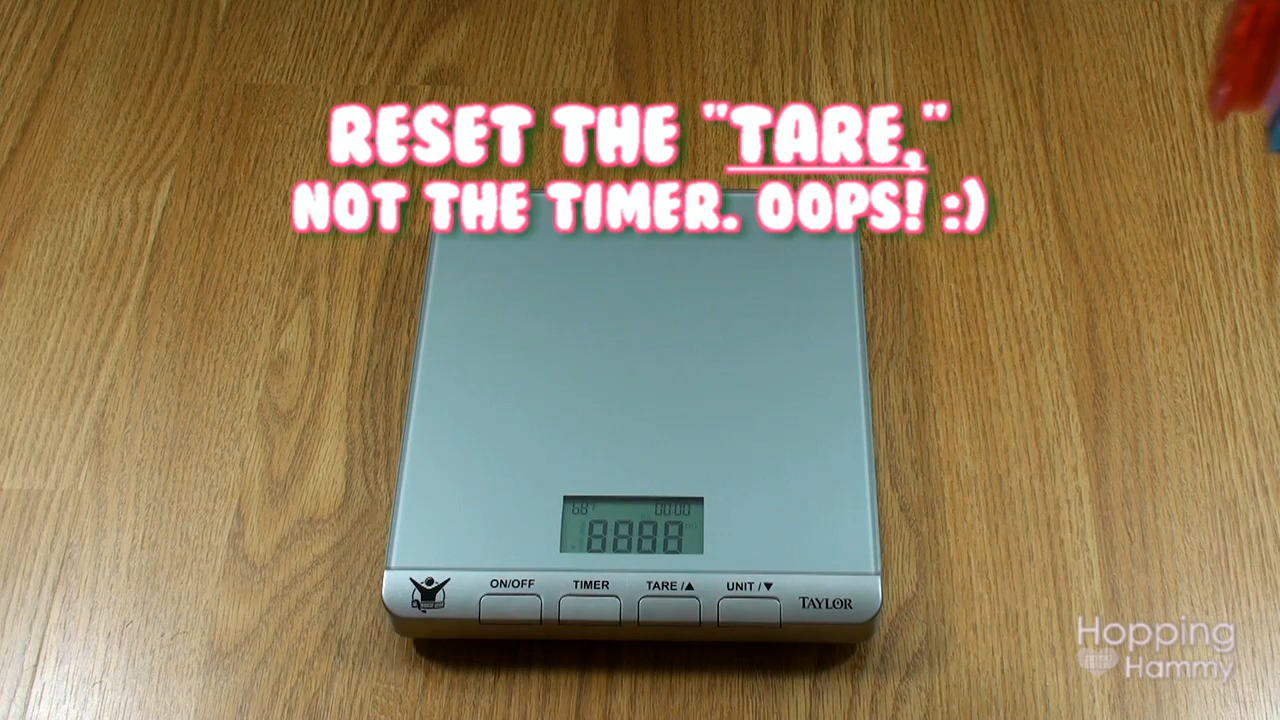 RESET THE "TARE,"
NOT THE TIMER. OOPS! :)
68°F 00:00
8888
ON/OFF TIMER TARE /▲ UNIT /▼
TAYLOR
Hopping
Hammy